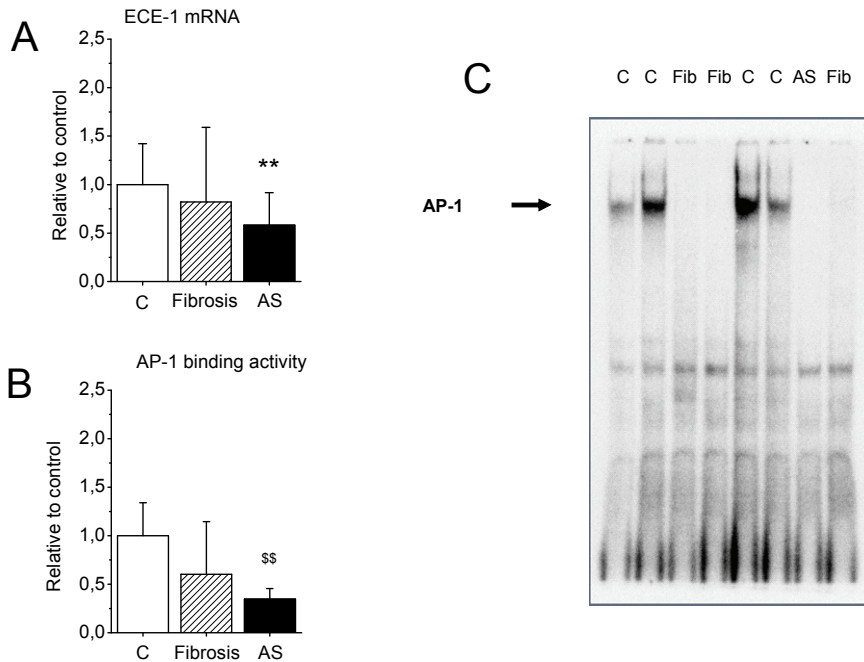 A
ECE-1 mRNA
2,5
2,0
1,5
1,0
0,5
0,0
Relative to control
**
C Fibrosis AS
B
AP-1 binding activity
2,5
2,0
1,5
1,0
0,5
0,0
Relative to control
$$
C Fibrosis AS
C
C C Fib Fib C C AS Fib
AP-1